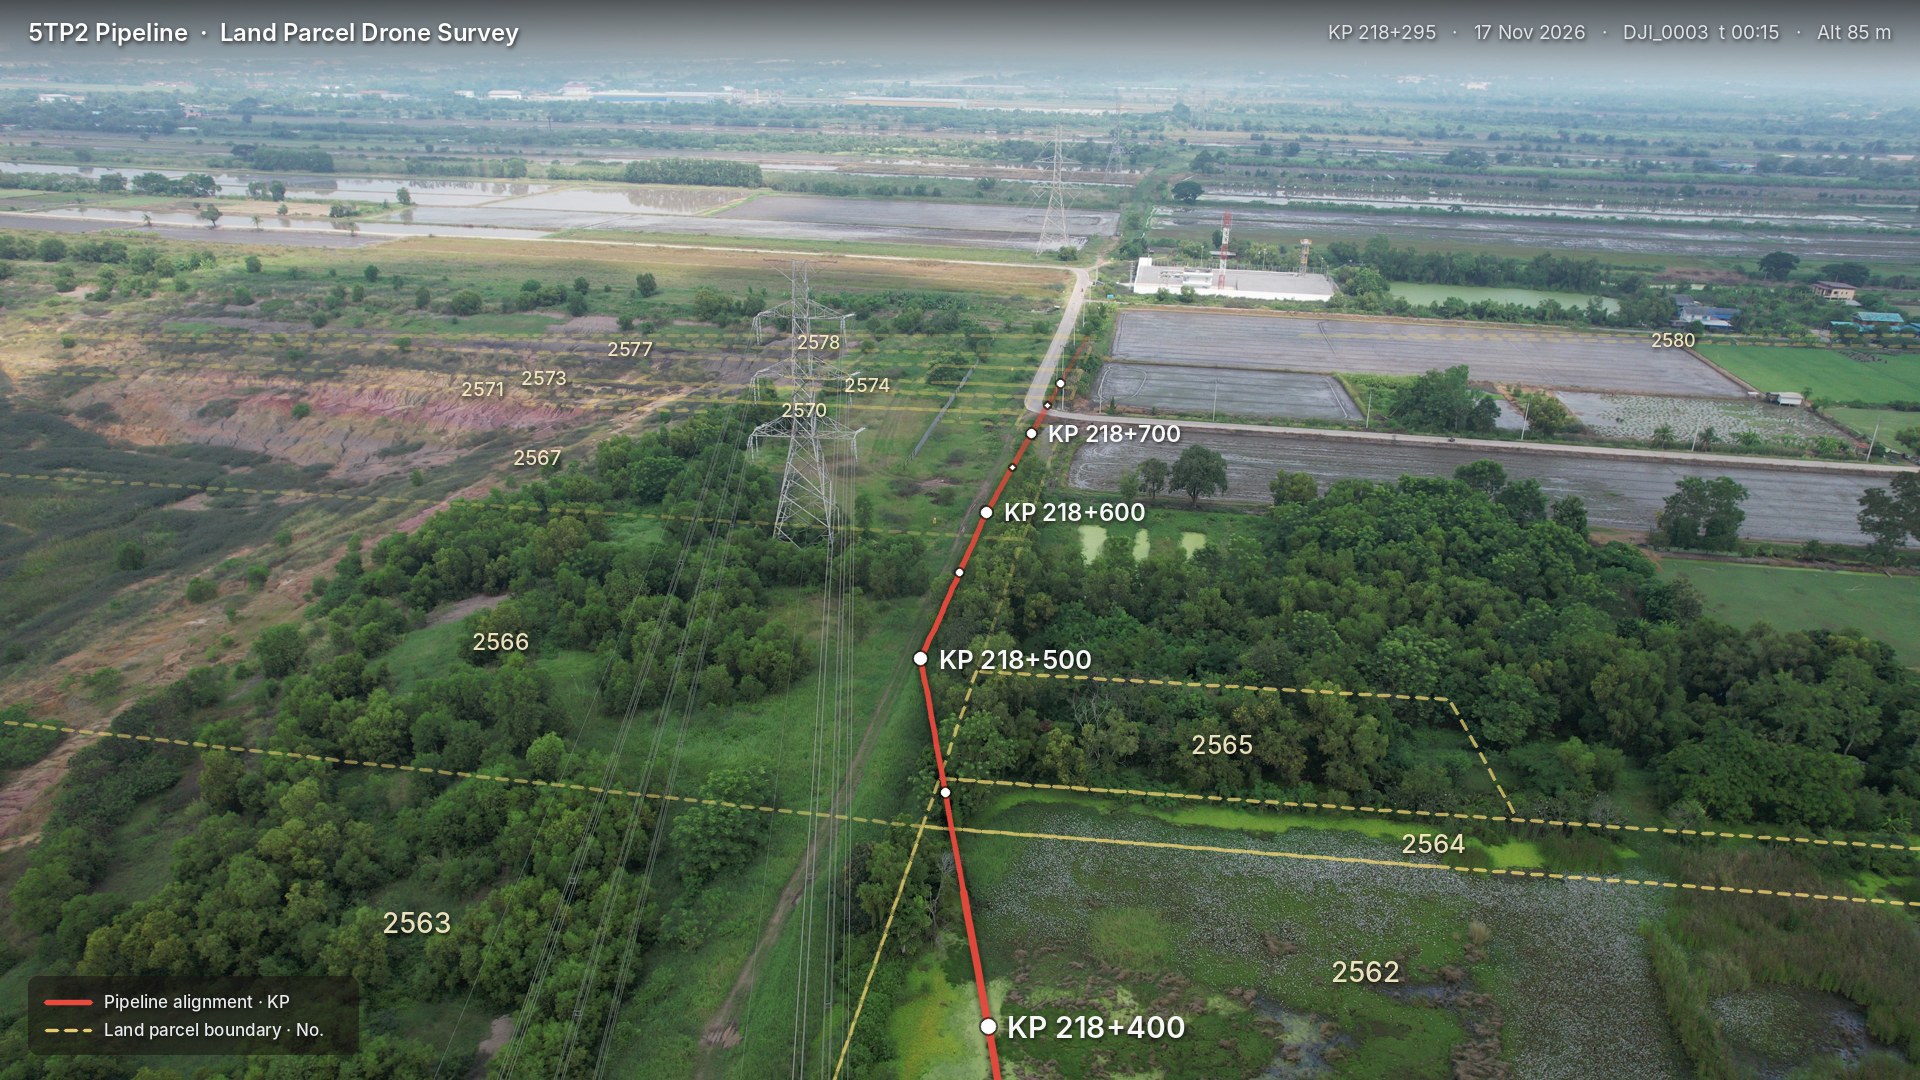 5TP2 Pipeline · Land Parcel Drone Survey
KP 218+295 · 17 Nov 2026 · DJI_0003 t 00:15 · Alt 85 m
2580
2578
2577
2573
2574
2571
2570
KP 218+700
2567
KP 218+600
2566
KP 218+500
2565
2564
2563
2562
Pipeline alignment · KP
Land parcel boundary · No.
KP 218+400